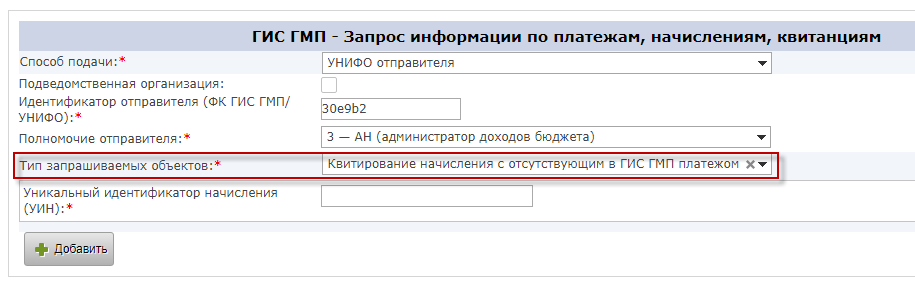 ГИС ГМП - Запрос информации по платежам, начислениям, квитанциям
Способ подачи:* УНИФО отправителя
Подведомственная организация:
Идентификатор отправителя (ФК ГИС ГМП/
УНИФО):* 30e9b2
Полномочие отправителя:* 3 — АН (администратор доходов бюджета)
Тип запрашиваемых объектов:* Квитирование начисления с отсутствующим в ГИС ГМП платежом
Уникальный идентификатор начисления
(УИН):*
Добавить